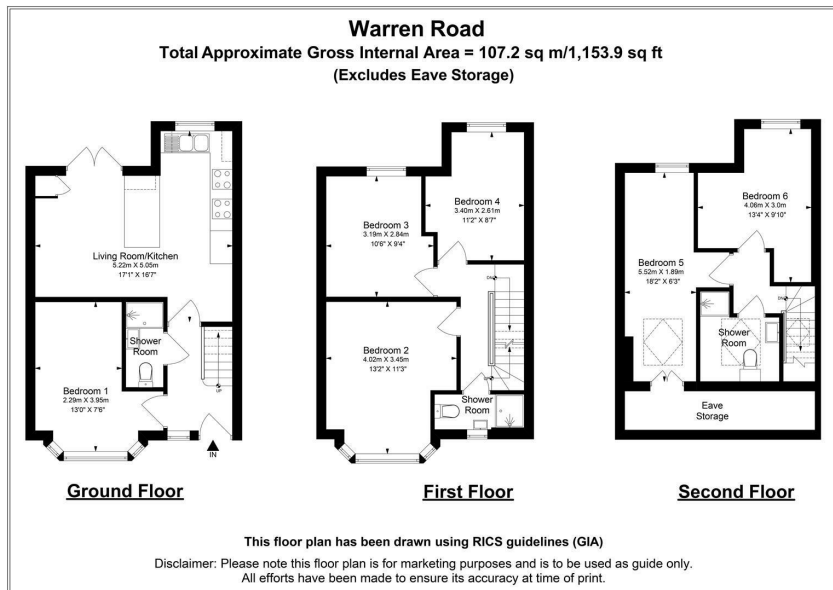 Warren Road
Total Approximate Gross Internal Area = 107.2 sq m/1,153.9 sq ft
(Excludes Eave Storage)
Living Room/Kitchen
5.22m X 5.05m
17'1" X 16'7"
Shower
Room
Bedroom 1
2.29m X 3.95m
13'0" X 7'6"
UP
IN
Ground Floor
Bedroom 4
3.40m X 2.61m
11'2" X 8'7"
Bedroom 3
3.19m X 2.84m
10'6" X 9'4"
DN
Bedroom 2
4.02m X 3.45m
13'2" X 11'3"
UP
Shower
Room
First Floor
Bedroom 6
4.06m X 3.0m
13'4" X 9'10"
Bedroom 5
5.52m X 1.89m
18'2" X 6'3"
DN
Shower
Room
Eave
Storage
Second Floor
This floor plan has been drawn using RICS guidelines (GIA)
Disclaimer: Please note this floor plan is for marketing purposes and is to be used as guide only.
All efforts have been made to ensure its accuracy at time of print.